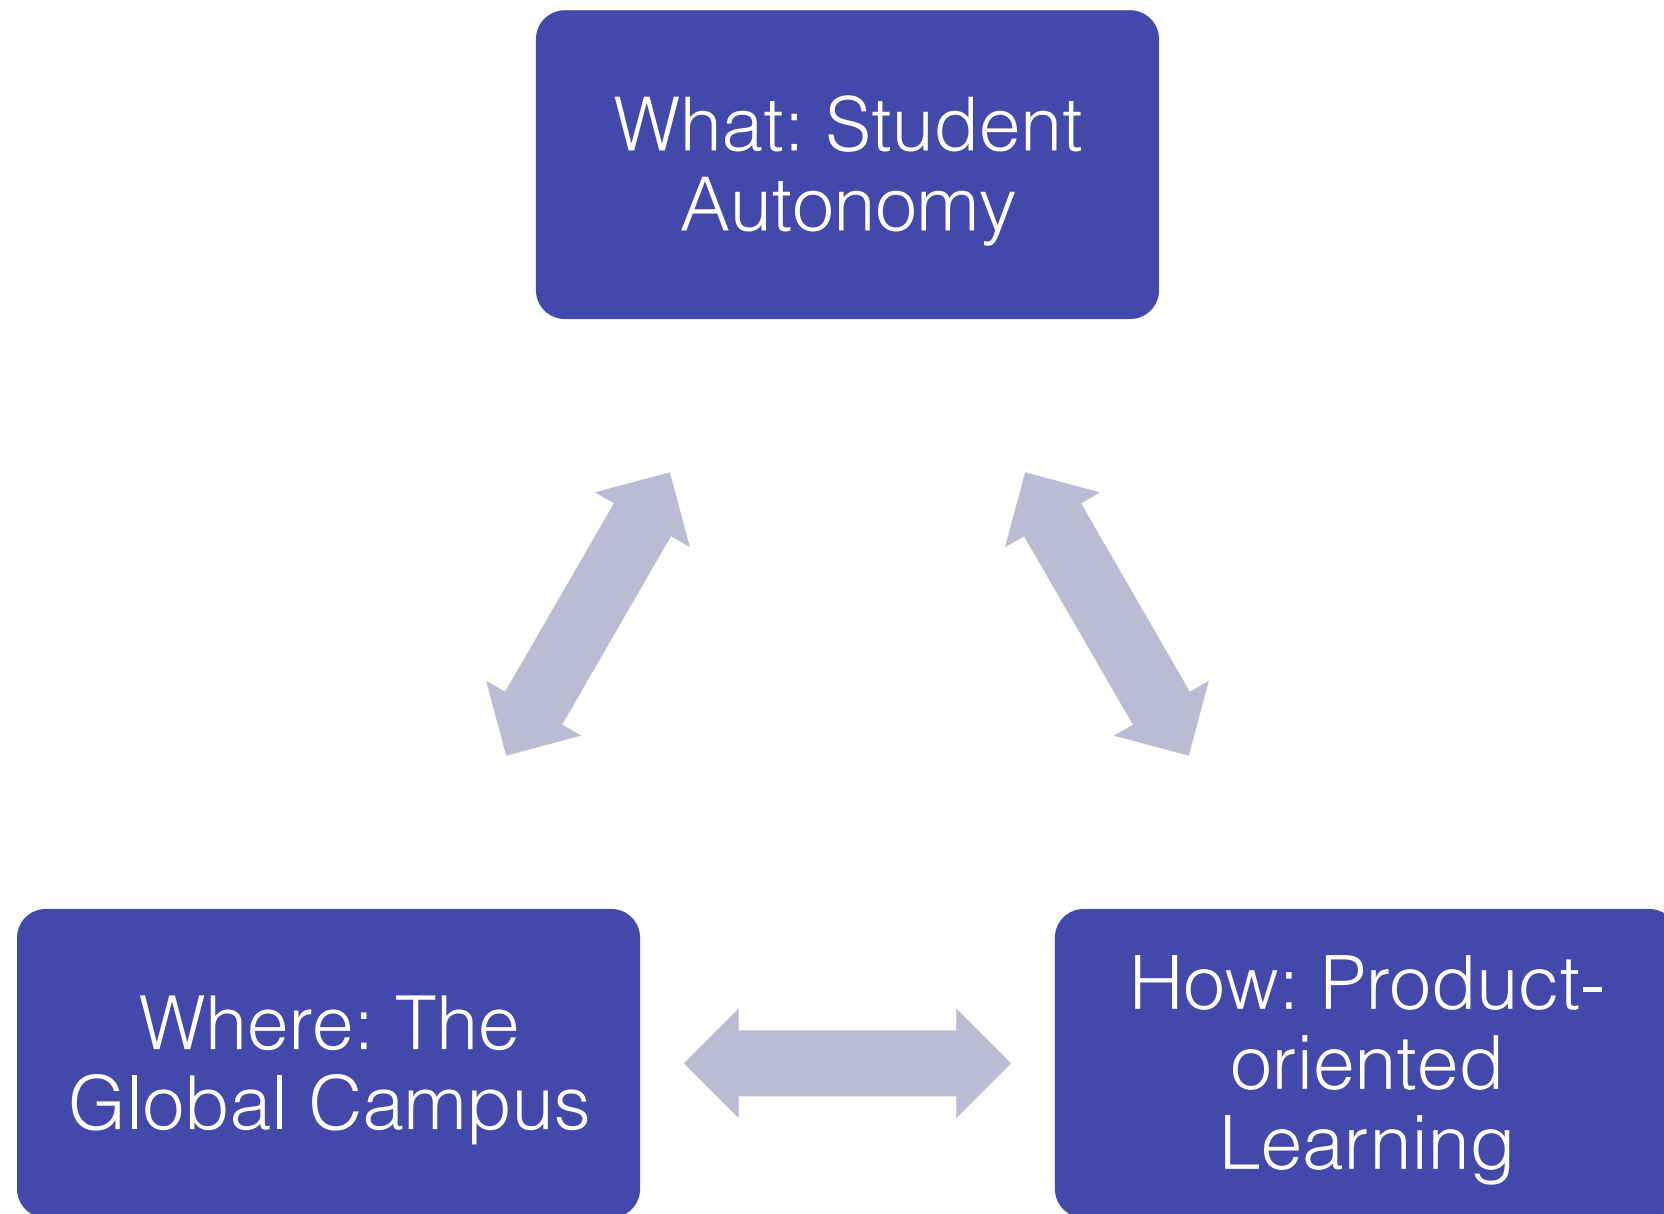 What: Student
Autonomy
Where: The
Global Campus
How: Product-
oriented
Learning